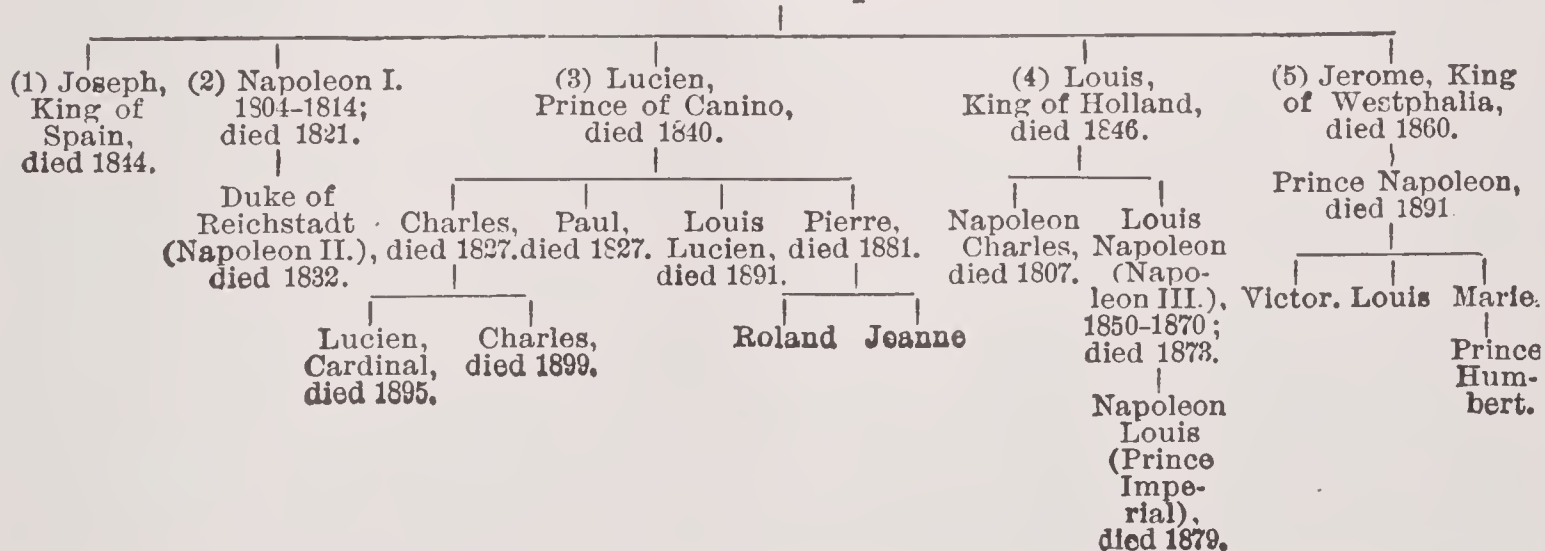 (1) Joseph,
King of
Spain,
died 1844.
(2) Napoleon I.
1804-1814;
died 1821.
(3) Lucien,
Prince of Canino,
died 1840.
(4) Louis,
King of Holland,
died 1846.
(5) Jerome, King
of Westphalia,
died 1860.
Duke of
Reichstadt
(Napoleon II.),
died 1832.
Charles,
died 1827.
Paul,
died 1827.
Louis
Lucien,
died 1891.
Pierre,
died 1881.
Napoleon
Charles,
died 1807.
Louis
Napoleon
(Napo-
leon III.),
1850-1870;
died 1873.
Prince Napoleon,
died 1891.
Lucien,
Cardinal,
died 1895.
Charles,
died 1899.
Roland
Jeanne
Napoleon
Louis
(Prince
Impe-
rial),
died 1879.
Victor.
Louis
Marie.
Prince
Hum-
bert.